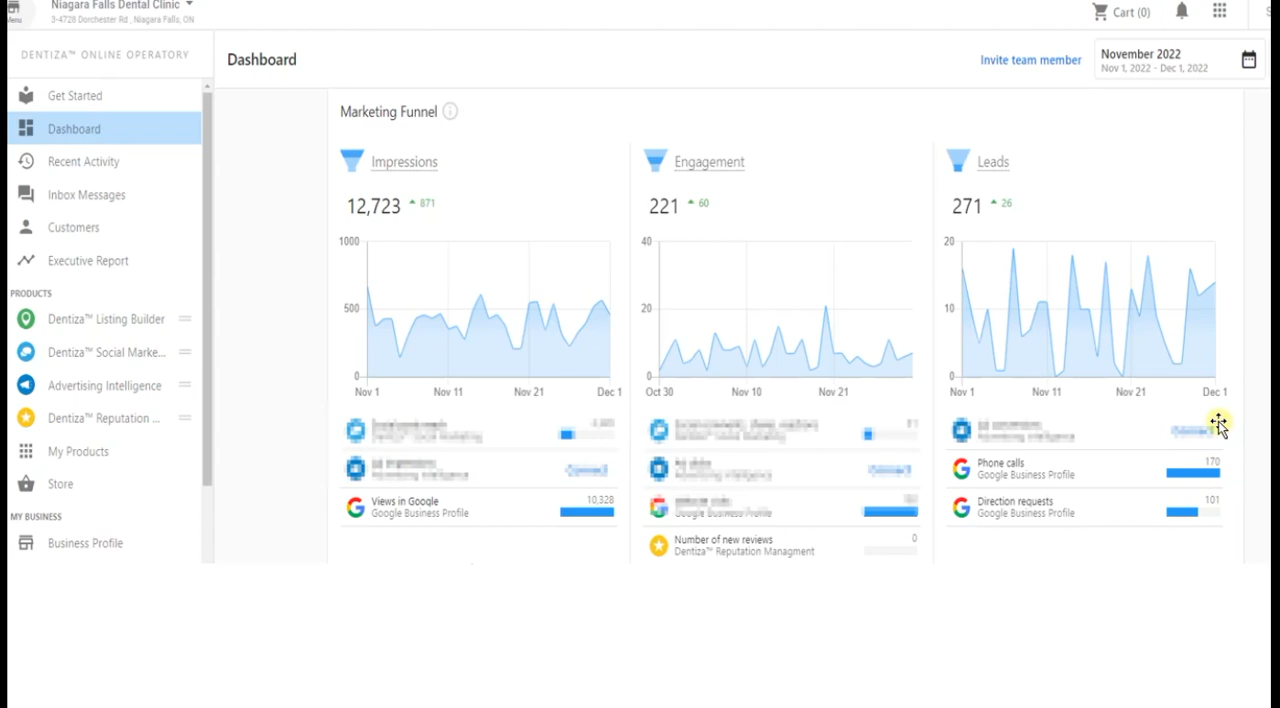 Niagara Falls Dental Clinic
Menu
3-4728 Dorchester Rd , Niagara Falls, ON
Cart (0)
DENTIZA™ ONLINE OPERATORY
Dashboard
Invite team member
November 2022
Nov 1, 2022 - Dec 1, 2022
Get Started
Dashboard
Recent Activity
Inbox Messages
Customers
Executive Report
PRODUCTS
Dentiza™ Listing Builder
Dentiza™ Social Marke...
Advertising Intelligence
Dentiza™ Reputation ...
My Products
Store
MY BUSINESS
Business Profile
Marketing Funnel
Impressions
12,723 871
1000
500
0
Nov 1 Nov 11 Nov 21 Dec 1
Views in Google 10,328
Google Business Profile
Engagement
221 60
40
20
0
Oct 30 Nov 10 Nov 21
Google Business Profile
Number of new reviews 0
Dentiza™ Reputation Managment
Leads
271 26
20
10
0
Nov 1 Nov 11 Nov 21 Dec 1
Phone calls 170
Google Business Profile
Direction requests 101
Google Business Profile